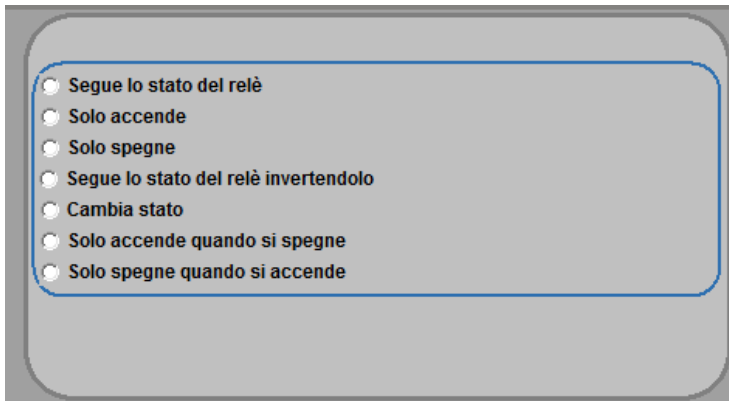 Segue lo stato del relè
Solo accende
Solo spegne
Segue lo stato del relè invertendolo
Cambia stato
Solo accende quando si spegne
Solo spegne quando si accende